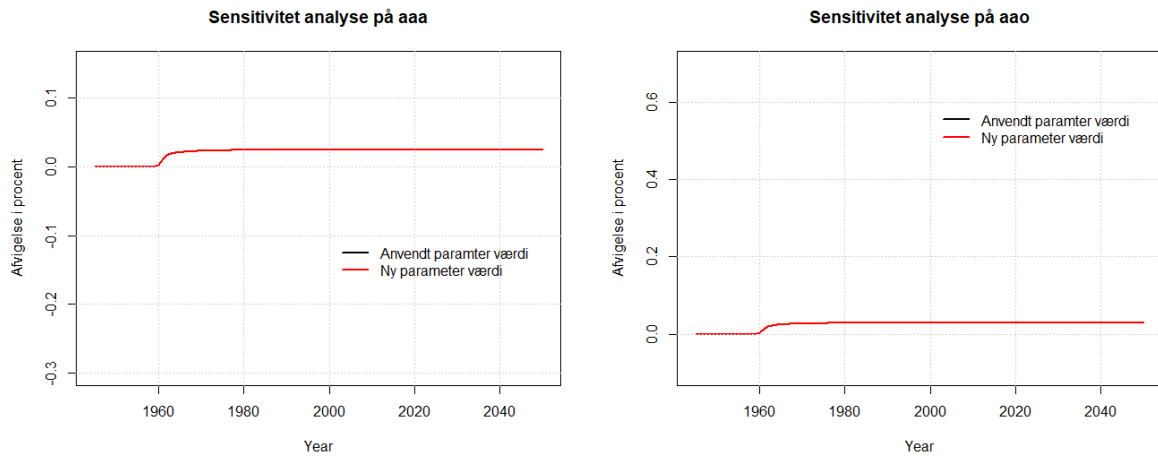 Sensitivitet analyse på aaa
Afvigelse i procent
0.1
0.0
-0.1
-0.2
-0.3
Anvendt paramter værdi
Ny parameter værdi
1960 1980 2000 2020 2040
Year
Sensitivitet analyse på aao
Afvigelse i procent
0.6
0.4
0.2
0.0
Anvendt paramter værdi
Ny parameter værdi
1960 1980 2000 2020 2040
Year